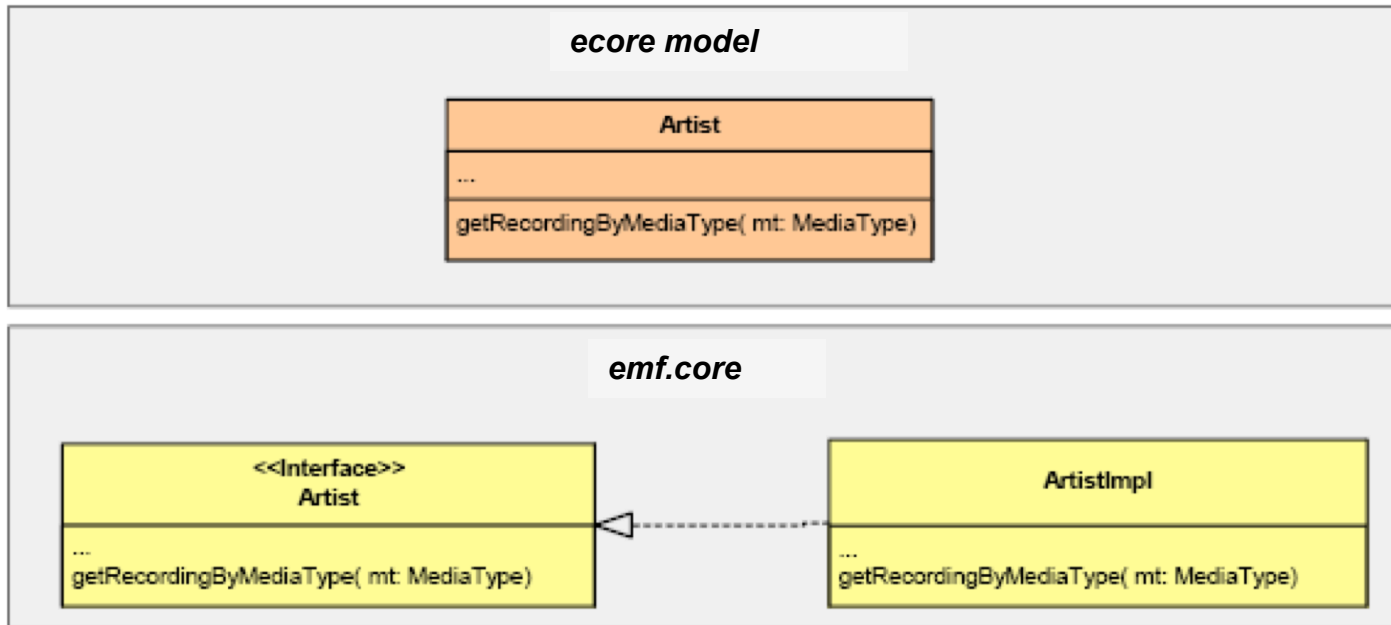 ecore model
Artist
...
getRecordingByMediaType( mt: MediaType)
emf.core
<<Interface>>
Artist
...
getRecordingByMediaType( mt: MediaType)
ArtistImpl
...
getRecordingByMediaType( mt: MediaType)